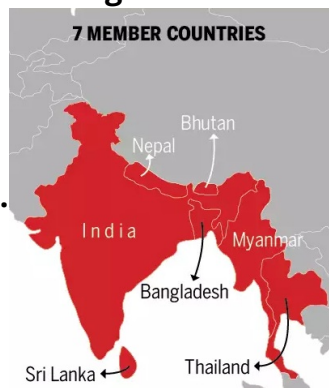 7 MEMBER COUNTRIES
Bhutan
Nepal
India
Myanmar
Bangladesh
Sri Lanka
Thailand